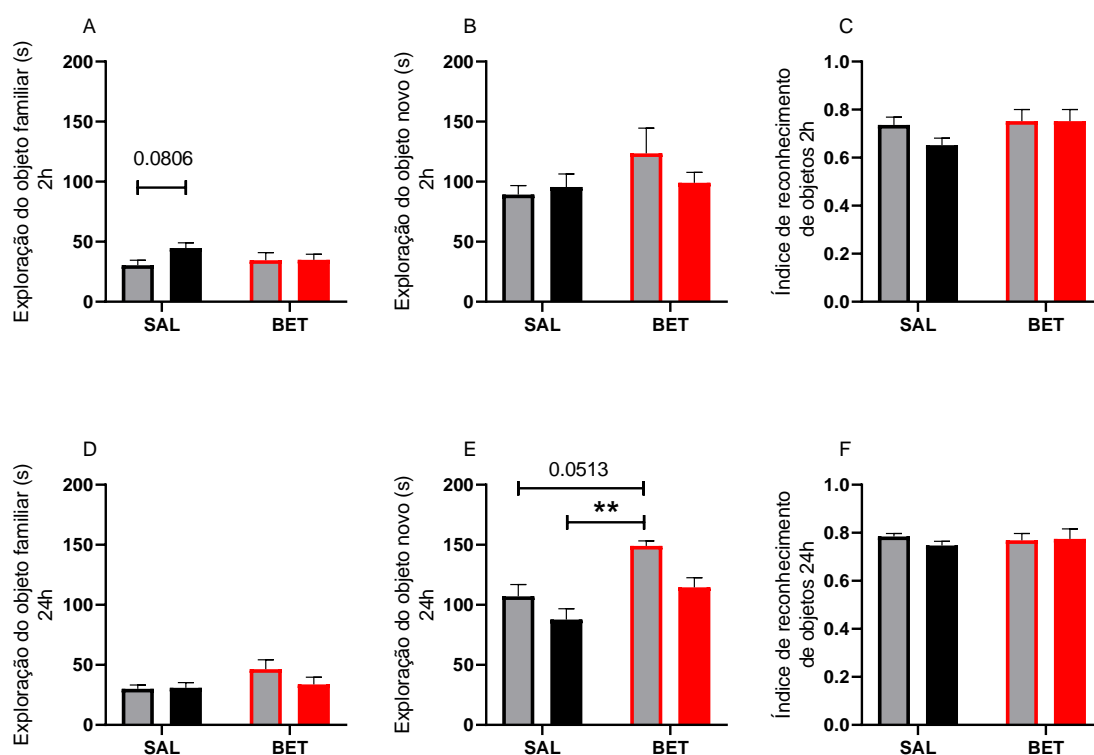 A
Exploração do objeto familiar (s)
2h
200
150
100
50
0
0.0806
SAL
BET
B
Exploração do objeto novo (s)
2h
200
150
100
50
0
SAL
BET
C
Índice de reconhecimento
de objetos 2h
1.0
0.8
0.6
0.4
0.2
0.0
SAL
BET
D
Exploração do objeto familiar (s)
24h
200
150
100
50
0
SAL
BET
E
Exploração do objeto novo (s)
24h
200
150
100
50
0
0.0513
**
SAL
BET
F
Índice de reconhecimento
de objetos 24h
1.0
0.8
0.6
0.4
0.2
0.0
SAL
BET